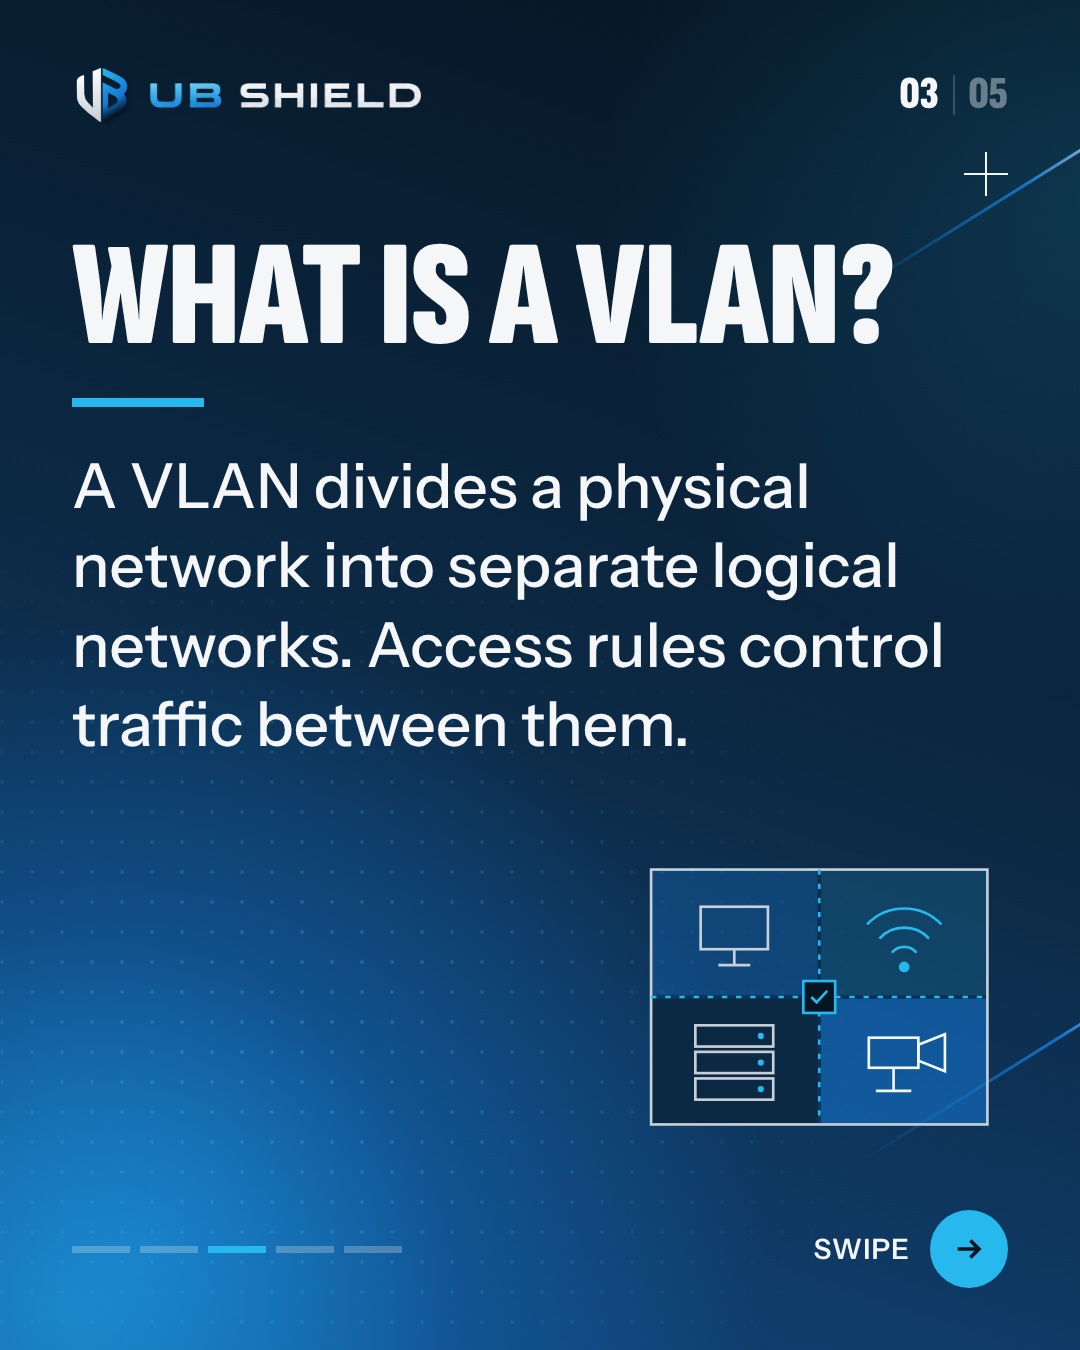 UB SHIELD
03 | 05
WHAT IS A VLAN?
A VLAN divides a physical
network into separate logical
networks. Access rules control
traffic between them.
SWIPE